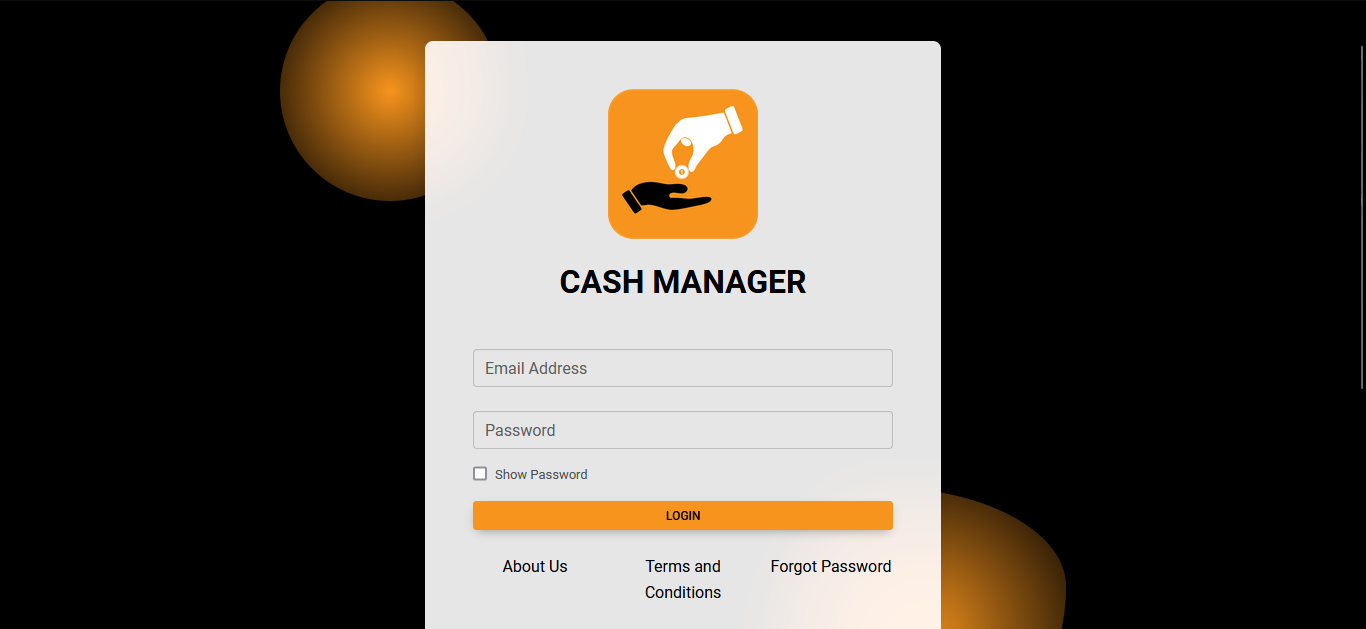 CASH MANAGER
Email Address
Password
Show Password
LOGIN
About Us
Terms and
Conditions
Forgot Password